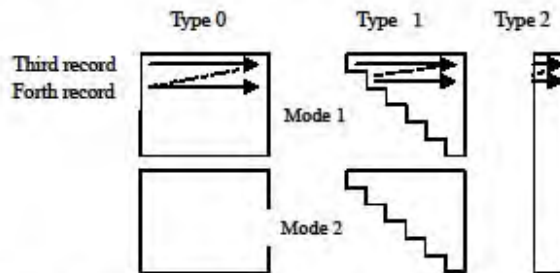 Type 0 Type 1 Type 2
Third record
Forth record
Mode 1
Mode 2